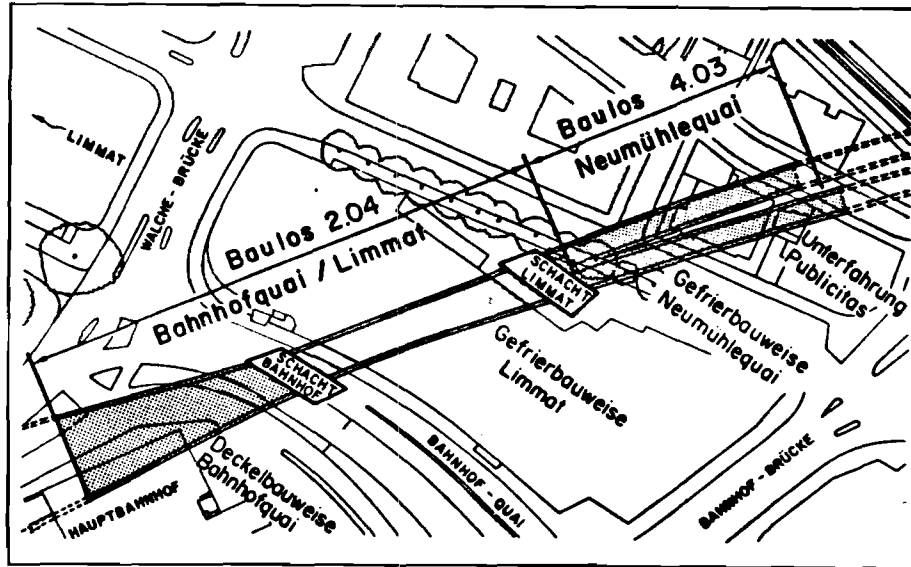 Baulos 4.03
Neumühlequai
LIMMAT
WALCHE-BRÜCKE
Baulos 2.04
Bahnhofquai / Limmat
SCHACHT
LIMMAT
Unterfahrung
Publicitas
Gefrierbauweise
Neumühlequai
Gefrierbauweise
Limmat
SCHACHT
BAHNHOF
Deckelbauweise
Bahnhofquai
BAHNHOF-QUAI
BAHNHOF-BRÜCKE
HAUPTBAHNHOF